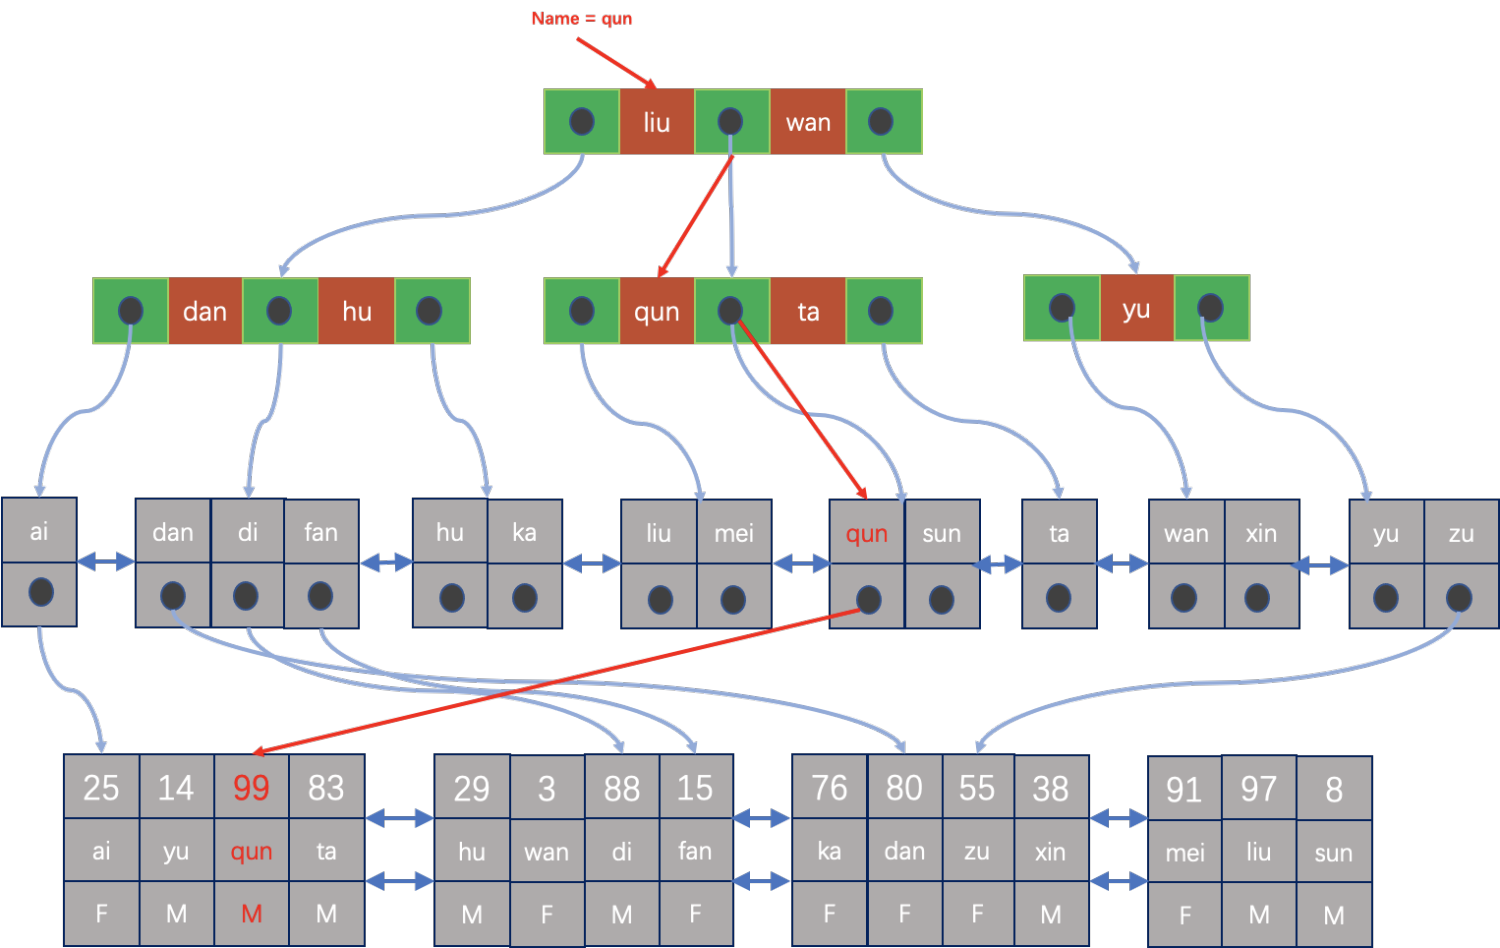 Name = qun
liu wan
dan hu qun ta yu
ai dan di fan hu ka liu mei qun sun ta wan xin yu zu
25 14 99 83 29 3 88 15 76 80 55 38 91 97 8
ai yu qun ta hu wan di fan ka dan zu xin mei liu sun
F M M M M F M F F F F M F M M